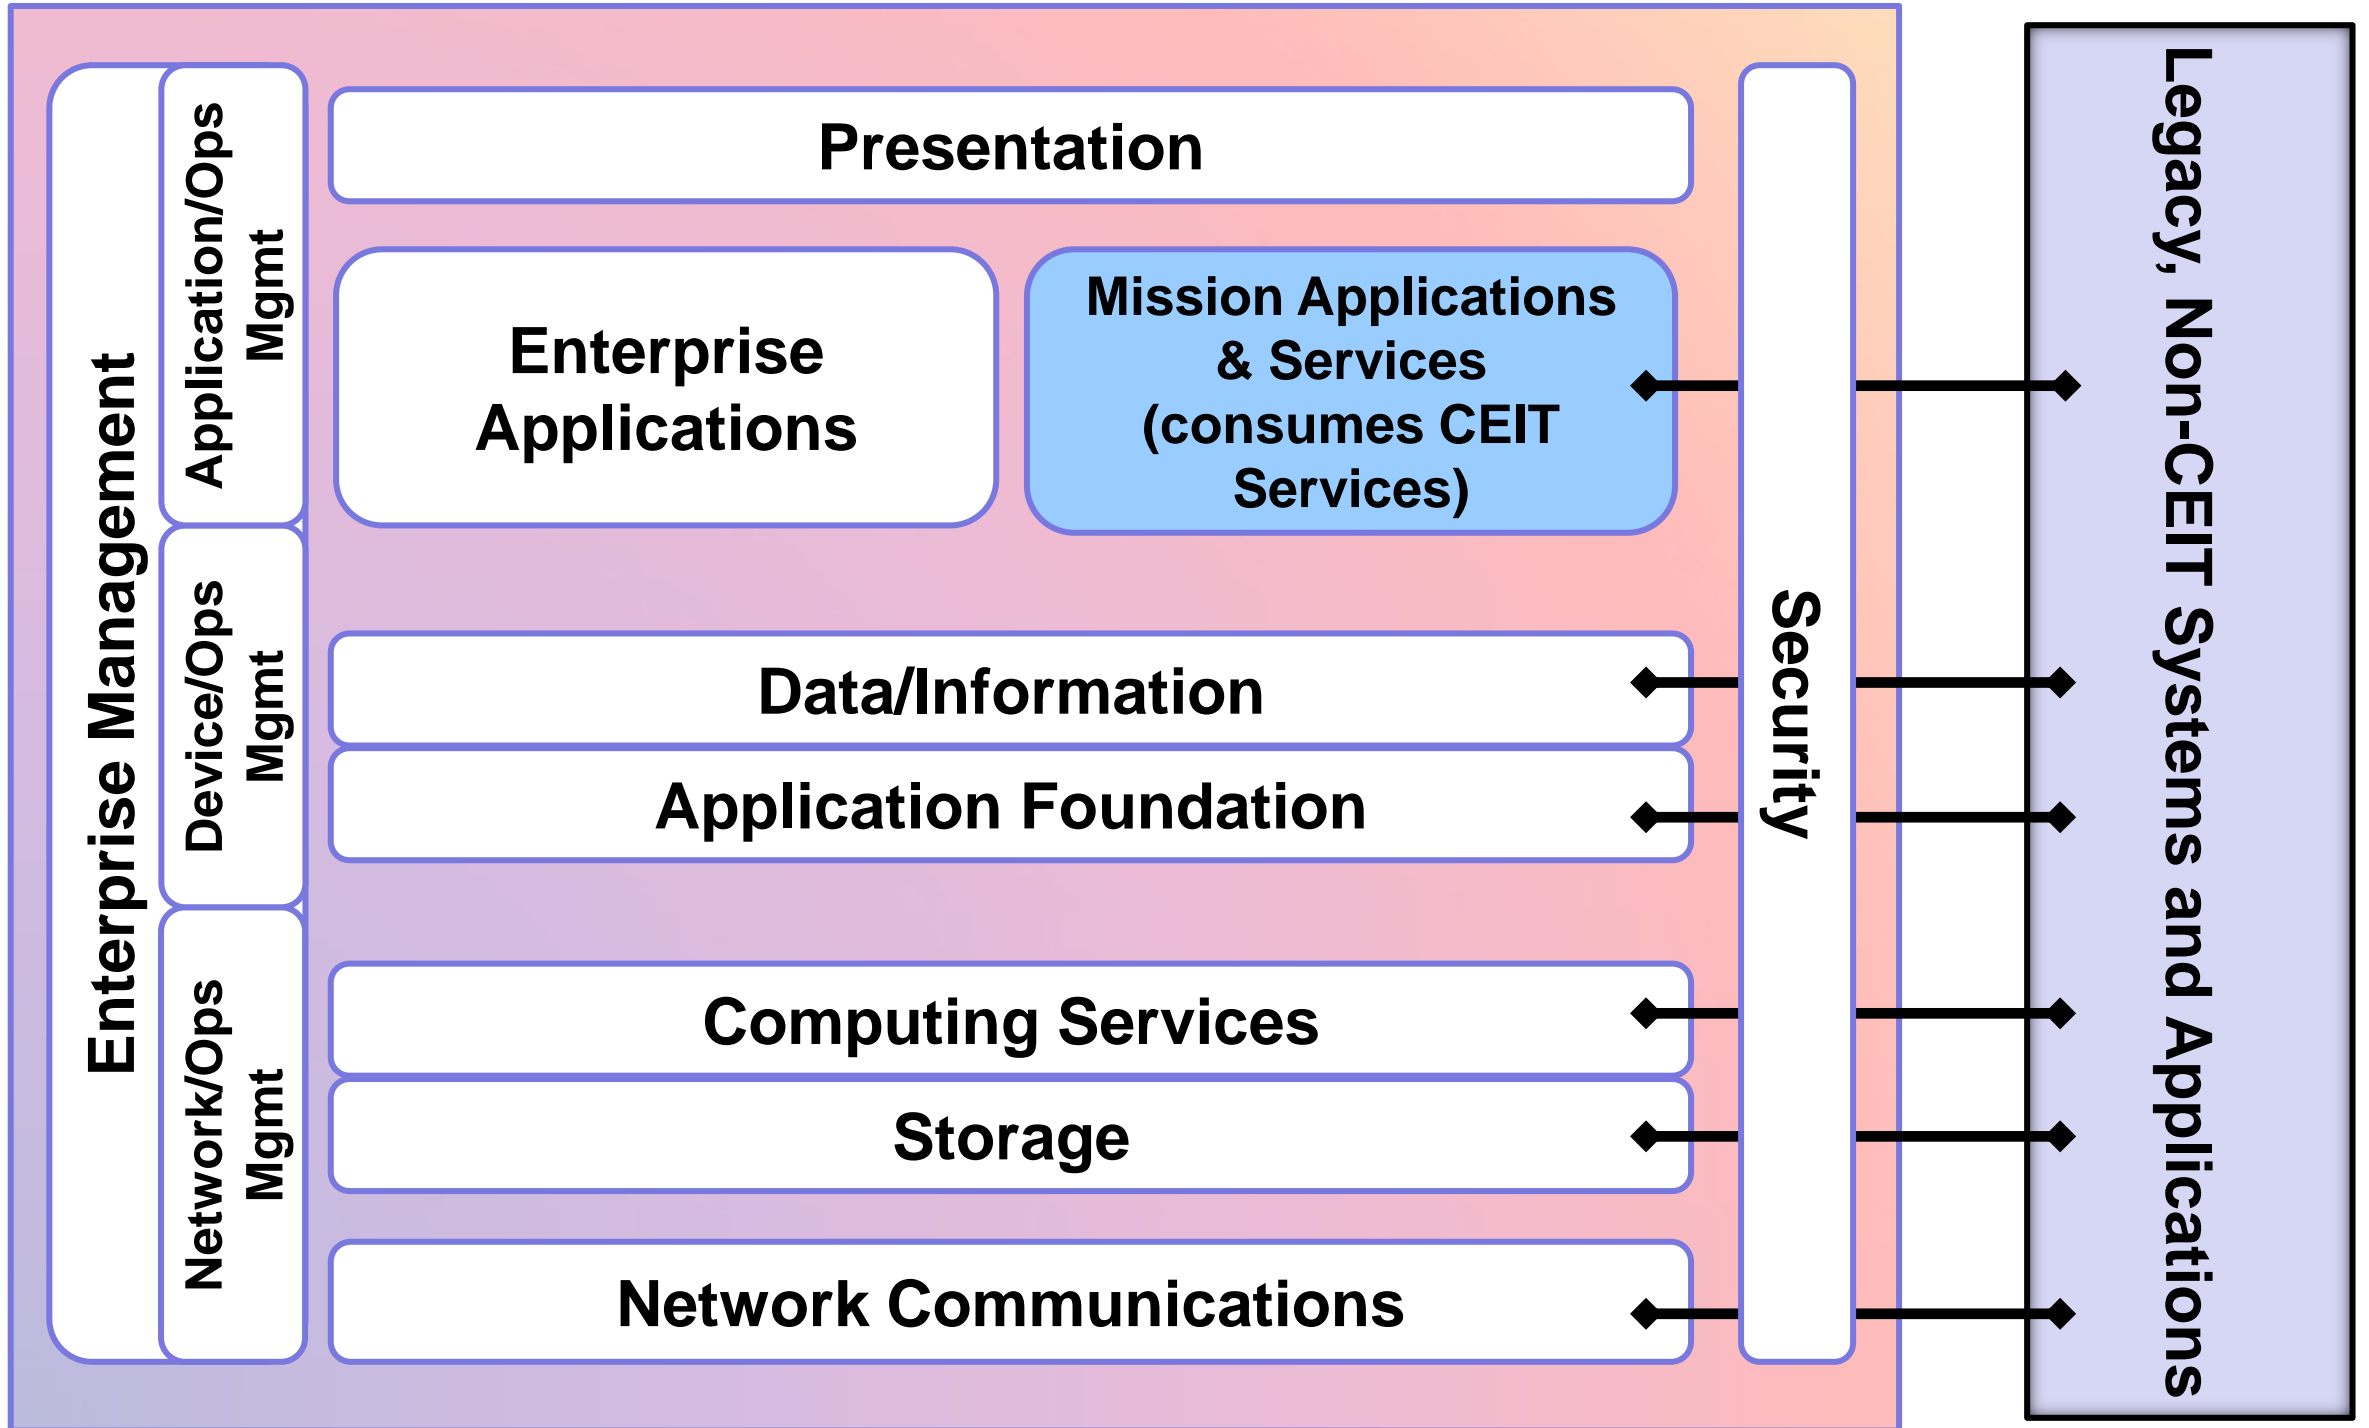 Enterprise Management
Application/Ops
Mgmt
Device/Ops
Mgmt
Network/Ops
Mgmt
Presentation
Enterprise
Applications
Mission Applications
& Services
(consumes CEIT
Services)
Data/Information
Application Foundation
Computing Services
Storage
Network Communications
Security
Legacy, Non-CEIT Systems and Applications